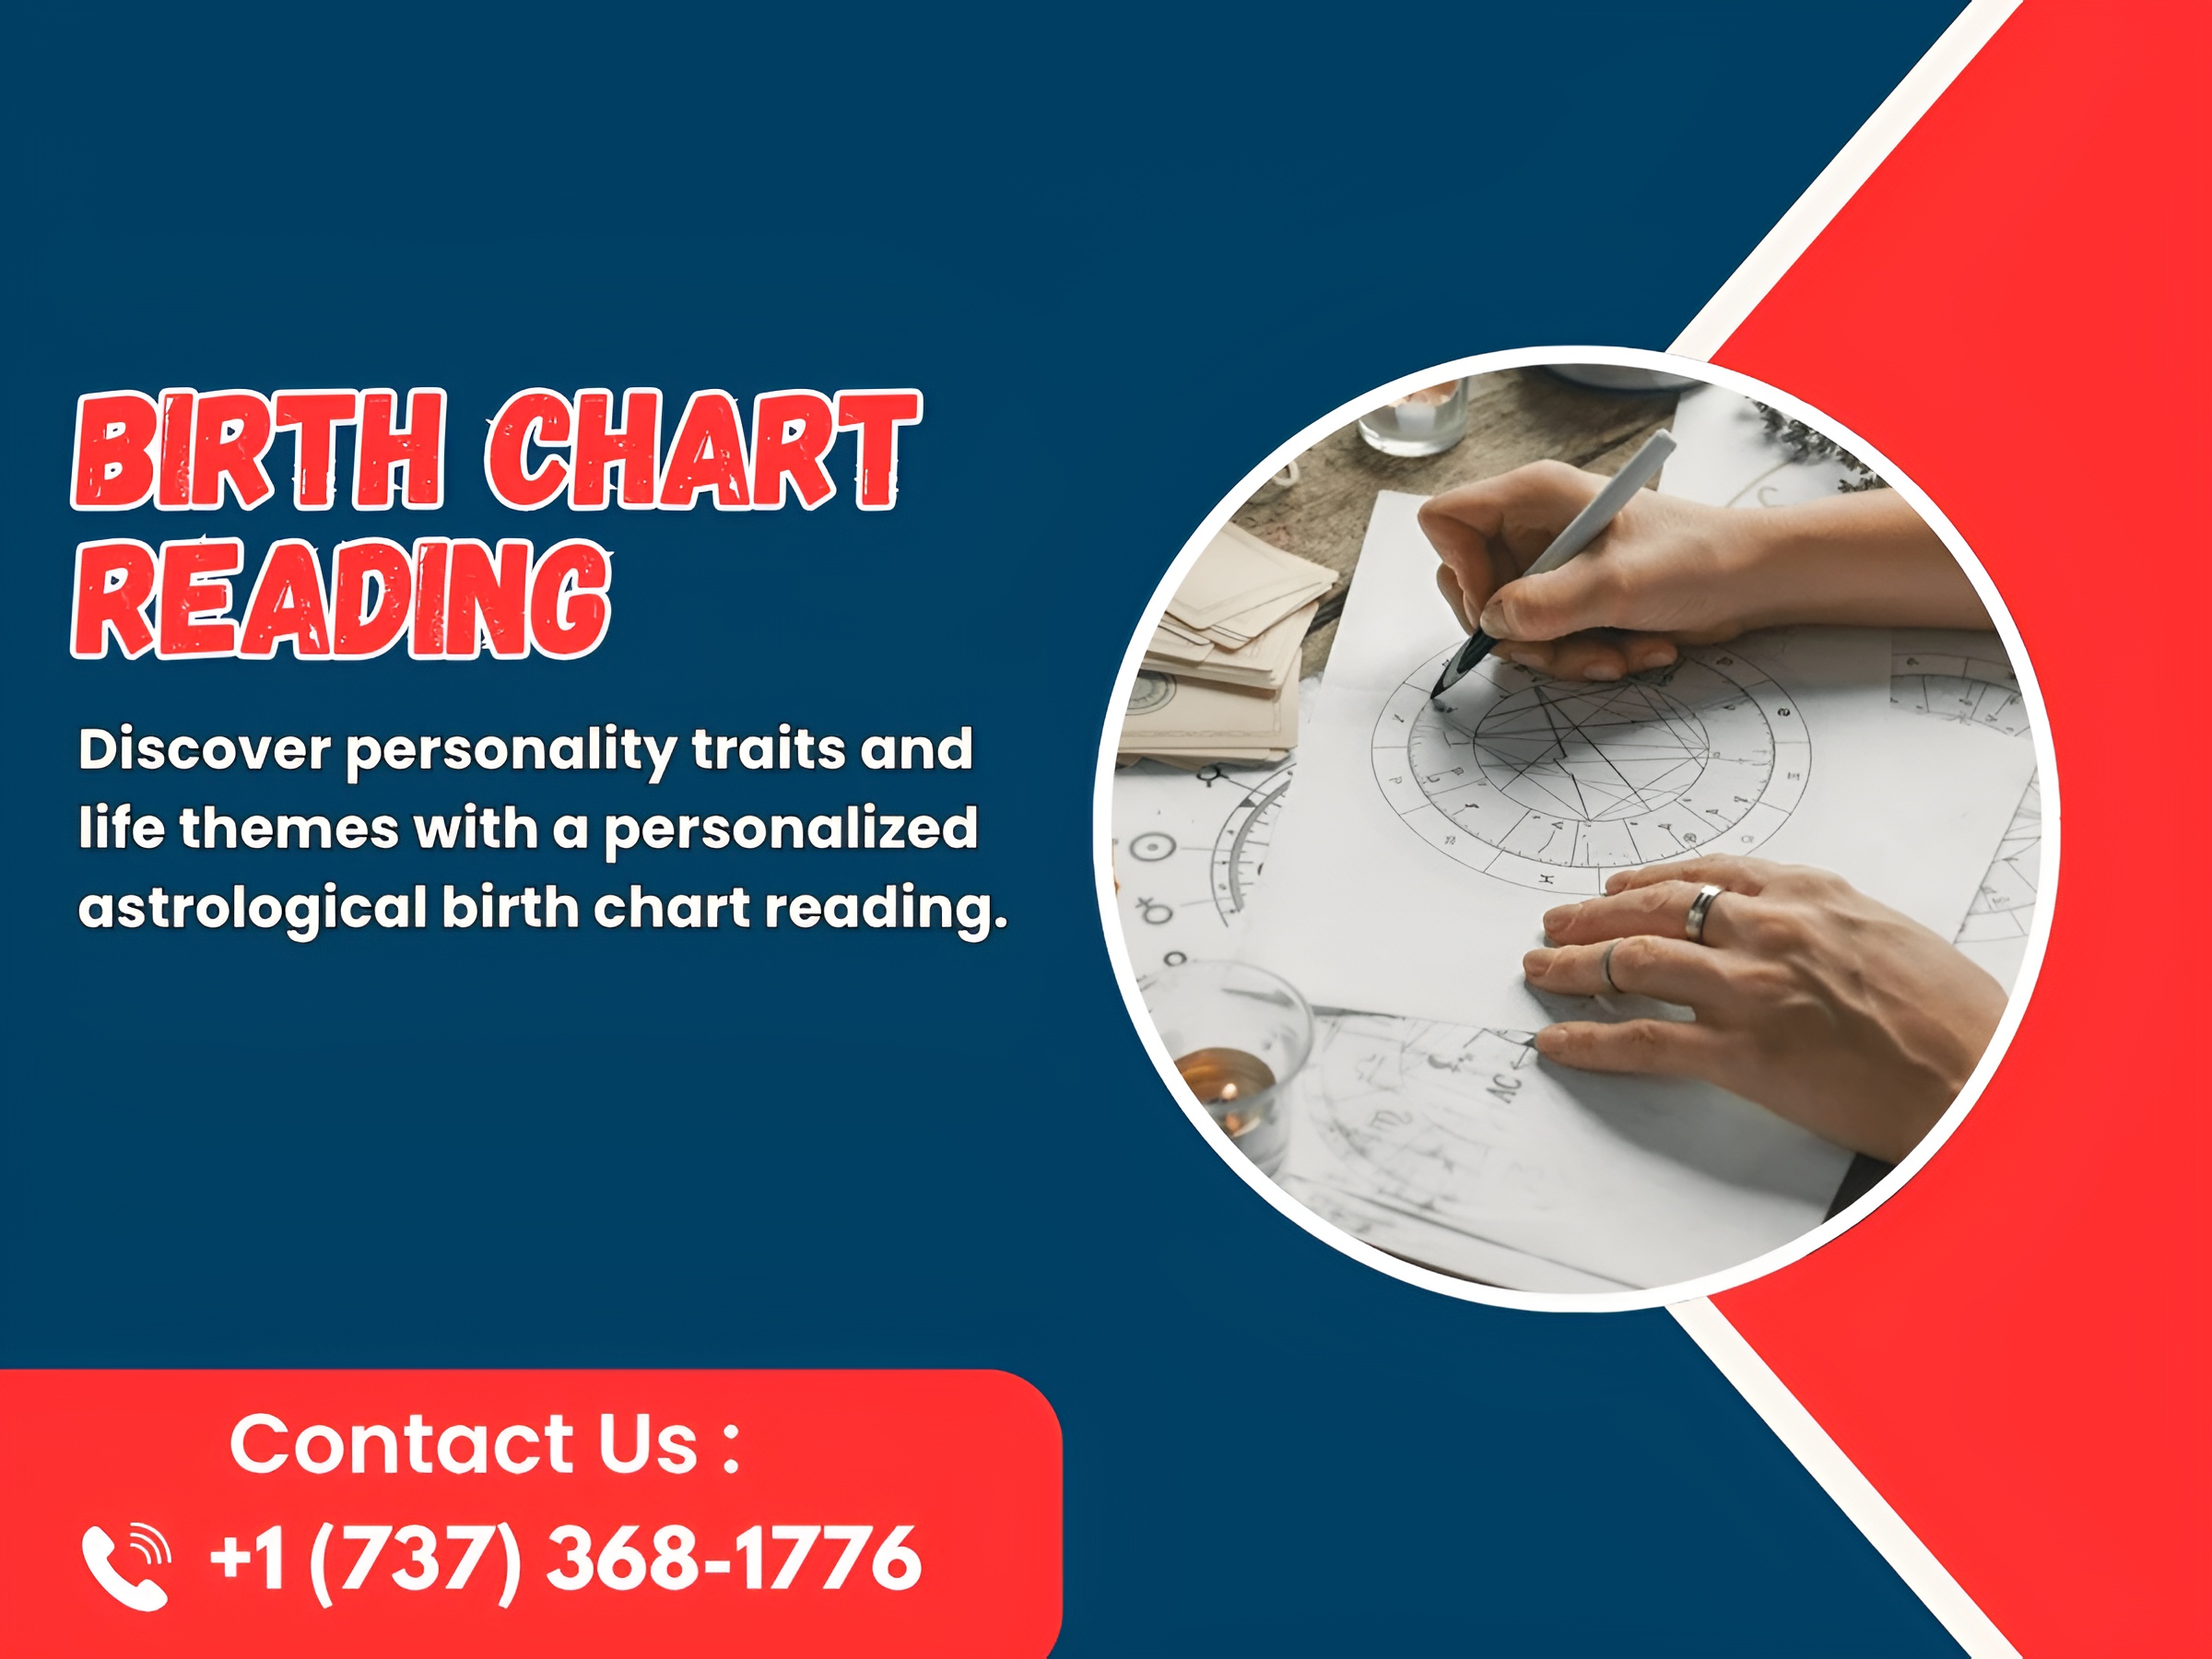 BIRTH CHART
READING
Discover personality traits and
life themes with a personalized
astrological birth chart reading.
AC
Contact Us :
+1 (737) 368-1776